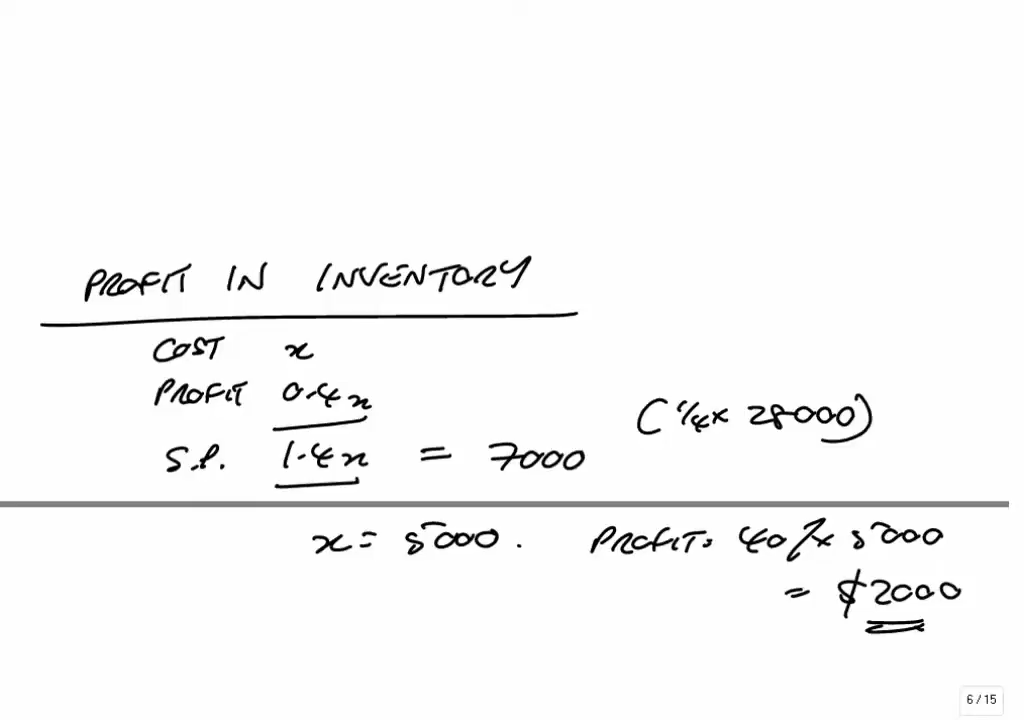 PROFIT IN INVENTORY
COST x
PROFIT 0.4x
(1/4 x 28000)
S.P. 1.4x = 7000
x = 5000. PROFIT: 40% x 5000
= $2000
6 / 15